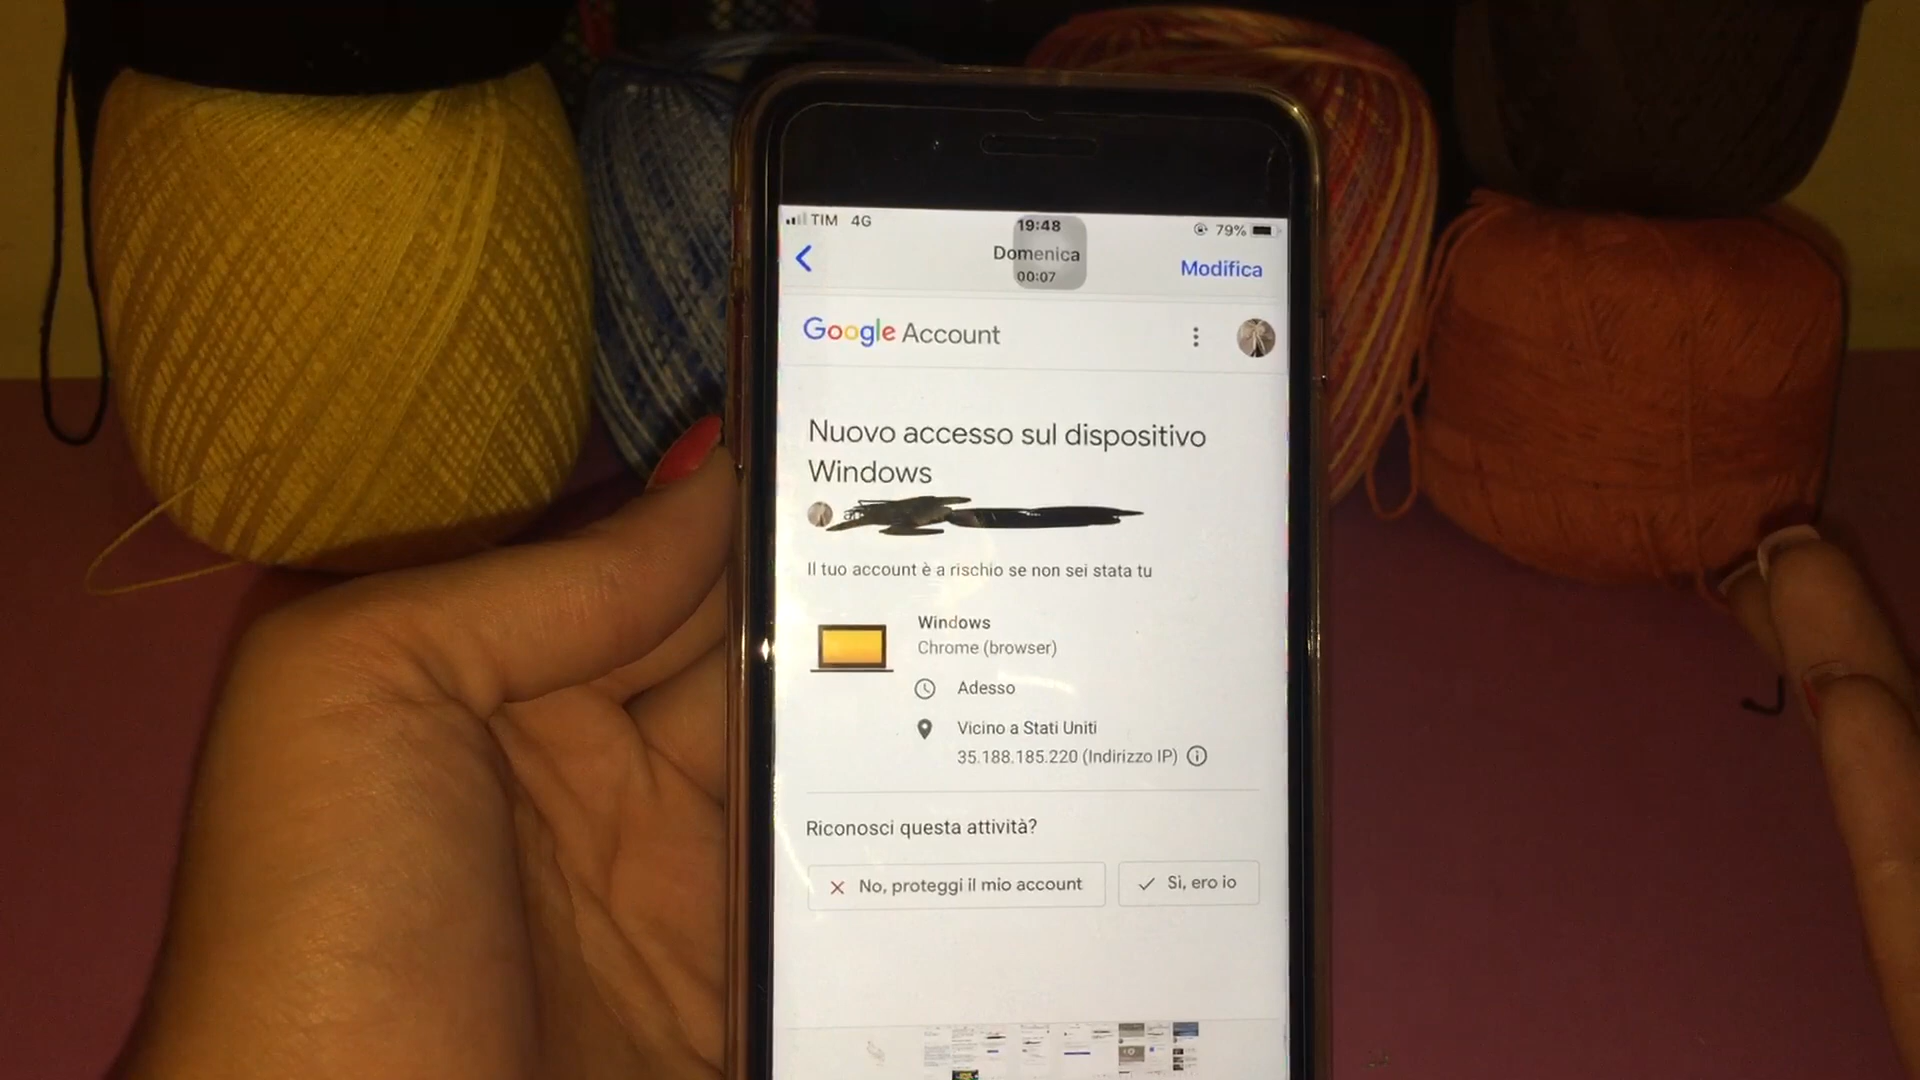 TIM 4G
19:48
79%
Domenica
00:07
Modifica
Google Account
Nuovo accesso sul dispositivo
Windows
Il tuo account è a rischio se non sei stata tu
Windows
Chrome (browser)
Adesso
Vicino a Stati Uniti
35.188.185.220 (Indirizzo IP)
Riconosci questa attività?
No, proteggi il mio account
Sì, ero io